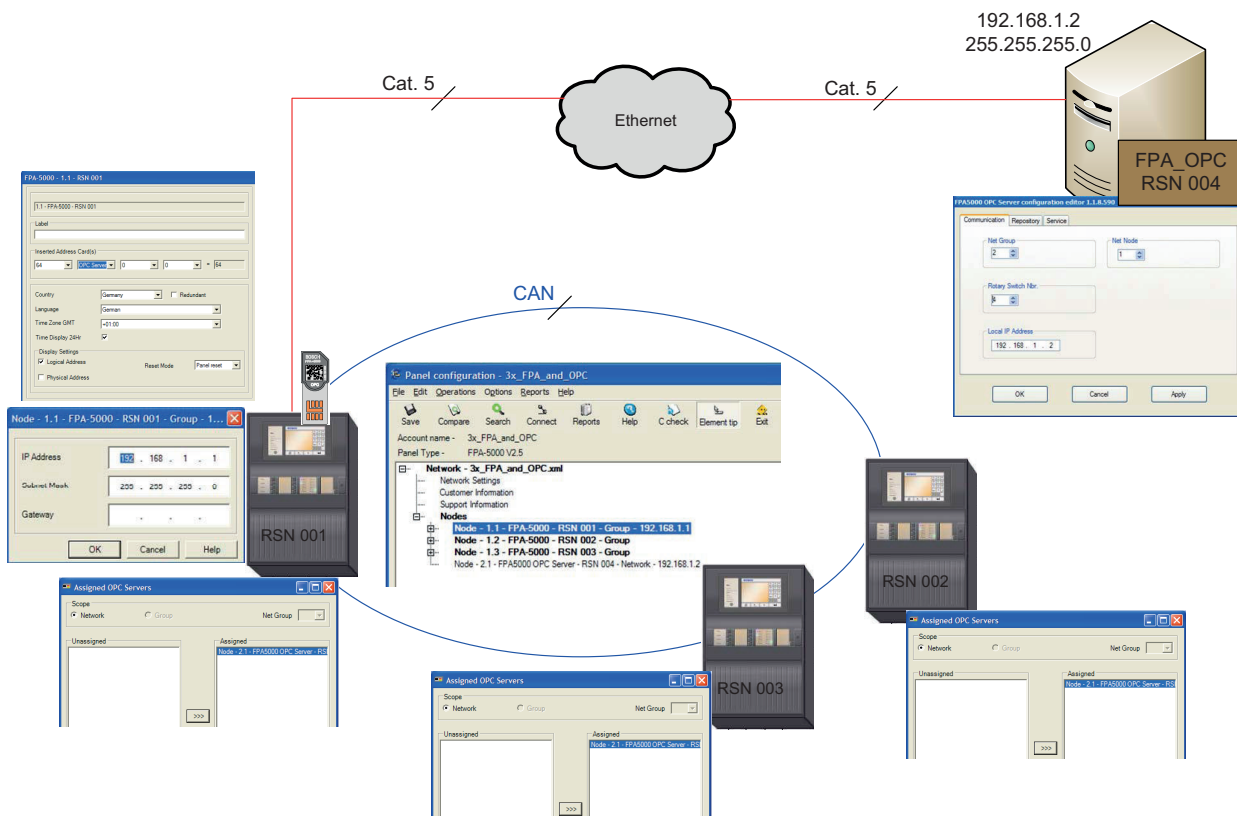 192.168.1.2
255.255.255.0
Cat. 5
Cat. 5
Ethernet
FPA_OPC
RSN 004
FPA-5000 - 1.1 - RSN 001
1.1 - FPA-5000 - RSN 001
Label
Inserted Address Card(s)
64 OPC Server 0 0 = 64
Country Germany Redundant
Language German
Time Zone GMT +01:00
Time Display 24Hr
Display Settings
Logical Address Reset Mode Panel reset
Physical Address
FPA5000 OPC Server configuration editor 1.1.8.590
Communication Repository Service
Net Group Net Node
2 1
Rotary Switch Nbr.
4
Local IP Address
192 . 168 . 1 . 2
OK Cancel Apply
CAN
BOSCH
OPC
Node - 1.1 - FPA-5000 - RSN 001 - Group - 1...
IP Address 192 . 168 . 1 . 1
Subnet Mask 255 . 255 . 255 . 0
Gateway . . .
OK Cancel Help
RSN 001
Panel configuration - 3x_FPA_and_OPC
File Edit Operations Options Reports Help
Save Compare Search Connect Reports Help C check Element tip Exit
Account name - 3x_FPA_and_OPC
Panel Type - FPA-5000 V2.5
Network - 3x_FPA_and_OPC.xml
Network Settings
Customer Information
Support Information
Nodes
Node - 1.1 - FPA-5000 - RSN 001 - Group - 192.168.1.1
Node - 1.2 - FPA-5000 - RSN 002 - Group
Node - 1.3 - FPA-5000 - RSN 003 - Group
Node - 2.1 - FPA5000 OPC Server - RSN 004 - Network - 192.168.1.2
RSN 002
RSN 003
Assigned OPC Servers
Scope
Network Group Net Group
Unassigned Assigned
Node - 2.1 - FPA5000 OPC Server - RS
>>>
Assigned OPC Servers
Scope
Network Group Net Group
Unassigned Assigned
Node - 2.1 - FPA5000 OPC Server - RS
>>>
Assigned OPC Servers
Scope
Network Group Net Group
Unassigned Assigned
Node - 2.1 - FPA5000 OPC Server - RS
>>>